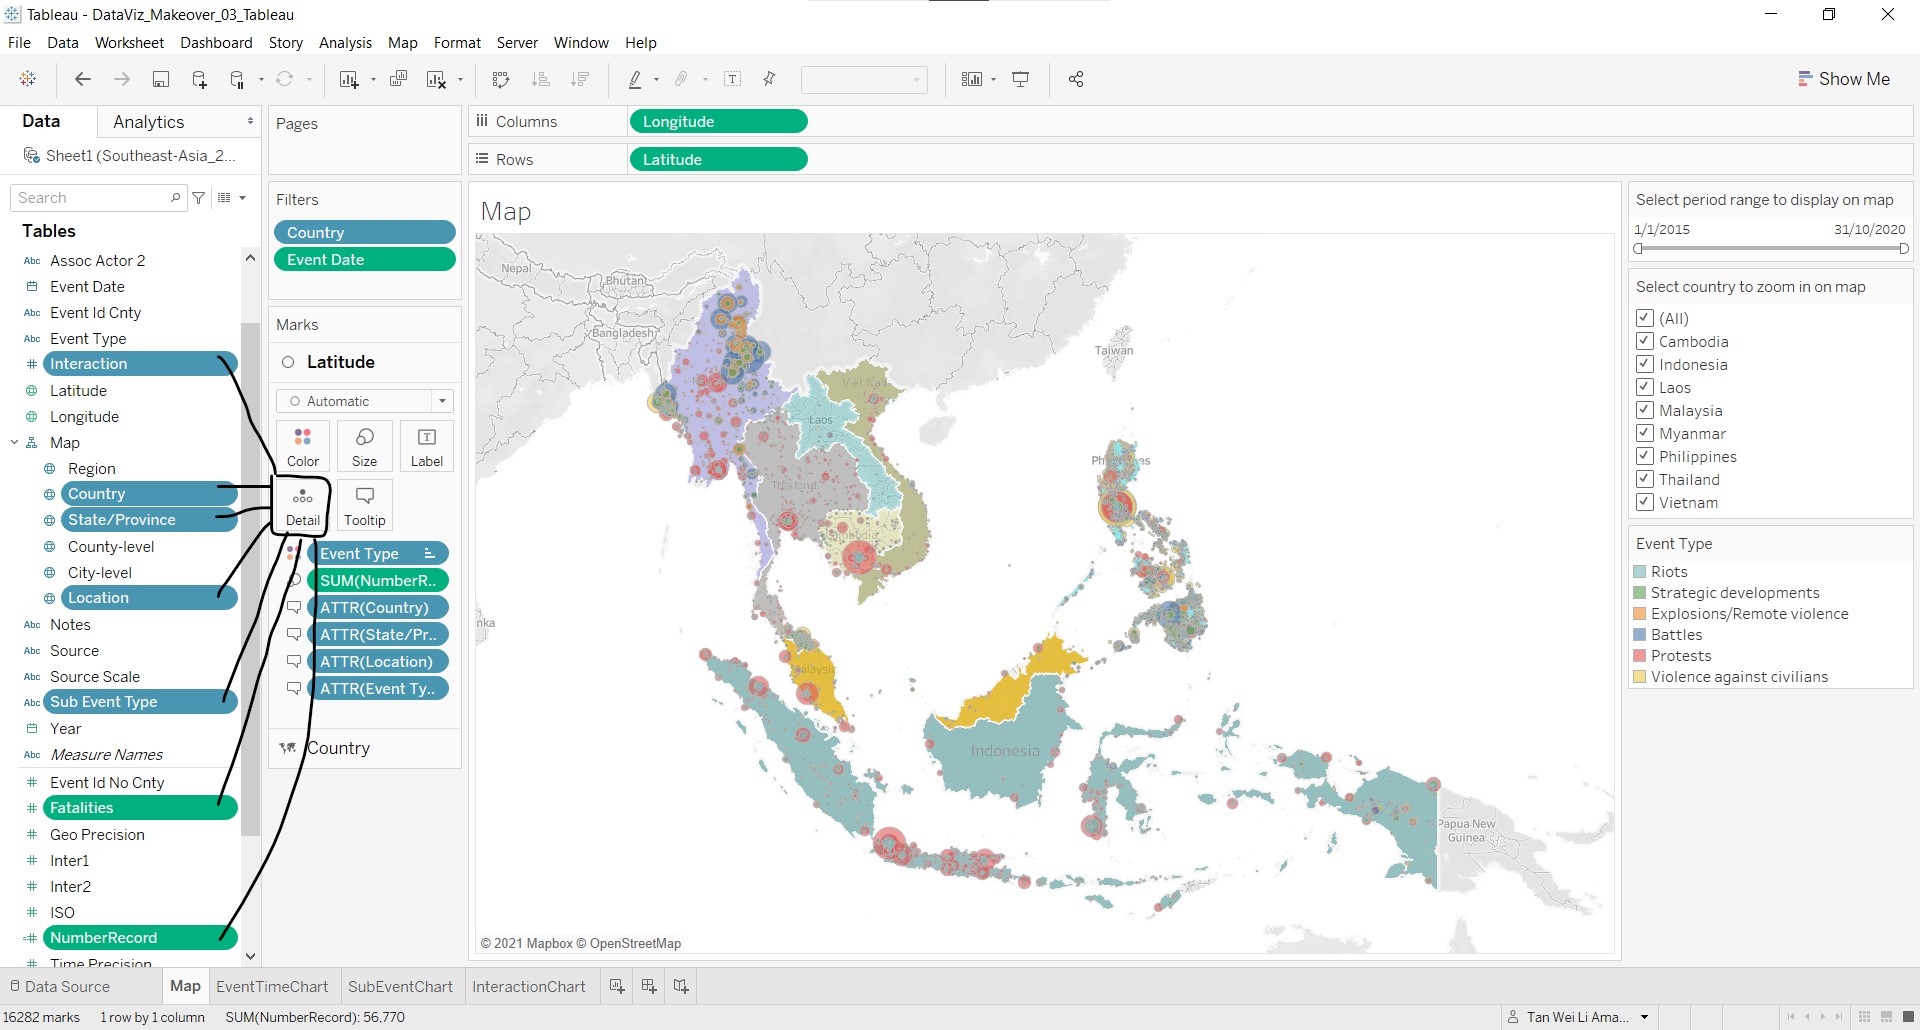 Tableau - DataViz_Makeover_03_Tableau
File Data Worksheet Dashboard Story Analysis Map Format Server Window Help
Show Me
Data Analytics
Sheet1 (Southeast-Asia_2...
Search
Tables
Abc Assoc Actor 2
Event Date
Abc Event Id Cnty
Abc Event Type
# Interaction
Latitude
Longitude
Map
Region
Country
State/Province
County-level
City-level
Location
Abc Notes
Abc Source
Abc Source Scale
Abc Sub Event Type
Year
Abc Measure Names
# Event Id No Cnty
# Fatalities
# Geo Precision
# Inter1
# Inter2
# ISO
=# NumberRecord
Time Precision
Pages
Filters
Country
Event Date
Marks
Latitude
Automatic
Color Size Label
Detail Tooltip
Event Type
SUM(NumberR..
ATTR(Country)
ATTR(State/Pr..
ATTR(Location)
ATTR(Event Ty..
Country
Columns Longitude
Rows Latitude
Map
Nepal
Bhutan
Bangladesh
Taiwan
Laos
Indonesia
Malaysia
Papua New
Guinea
nka
© 2021 Mapbox © OpenStreetMap
Select period range to display on map
1/1/2015 31/10/2020
Select country to zoom in on map
(All)
Cambodia
Indonesia
Laos
Malaysia
Myanmar
Philippines
Thailand
Vietnam
Event Type
Riots
Strategic developments
Explosions/Remote violence
Battles
Protests
Violence against civilians
Data Source Map EventTimeChart SubEventChart InteractionChart
16282 marks 1 row by 1 column SUM(NumberRecord): 56,770 Tan Wei Li Ama...